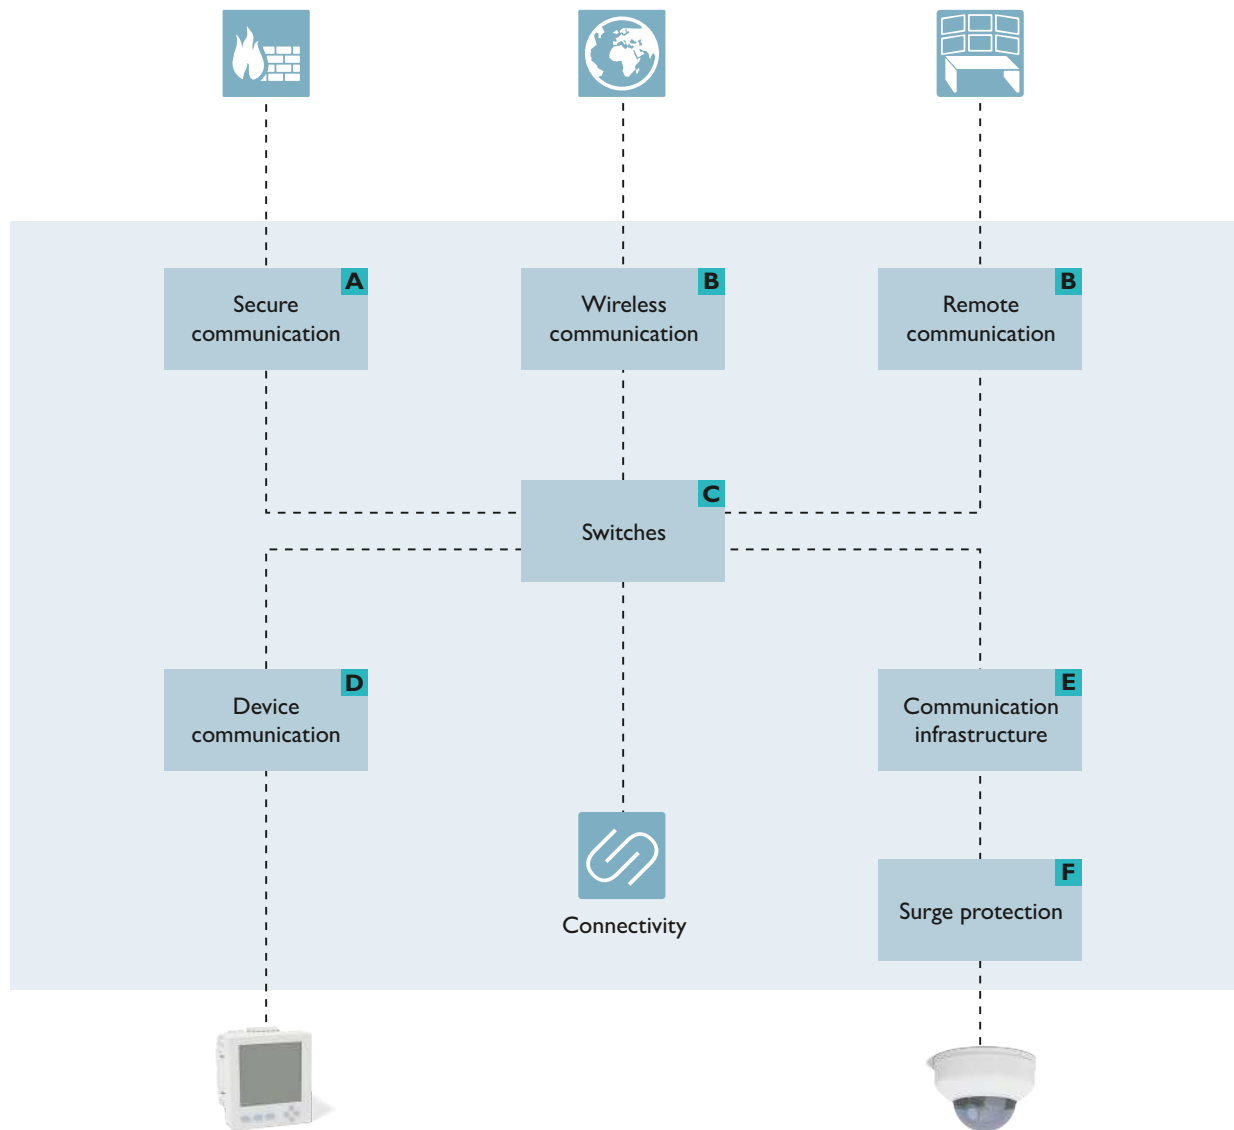 A
Secure
communication
B
Wireless
communication
B
Remote
communication
C
Switches
D
Device
communication
E
Communication
infrastructure
F
Surge protection
Connectivity